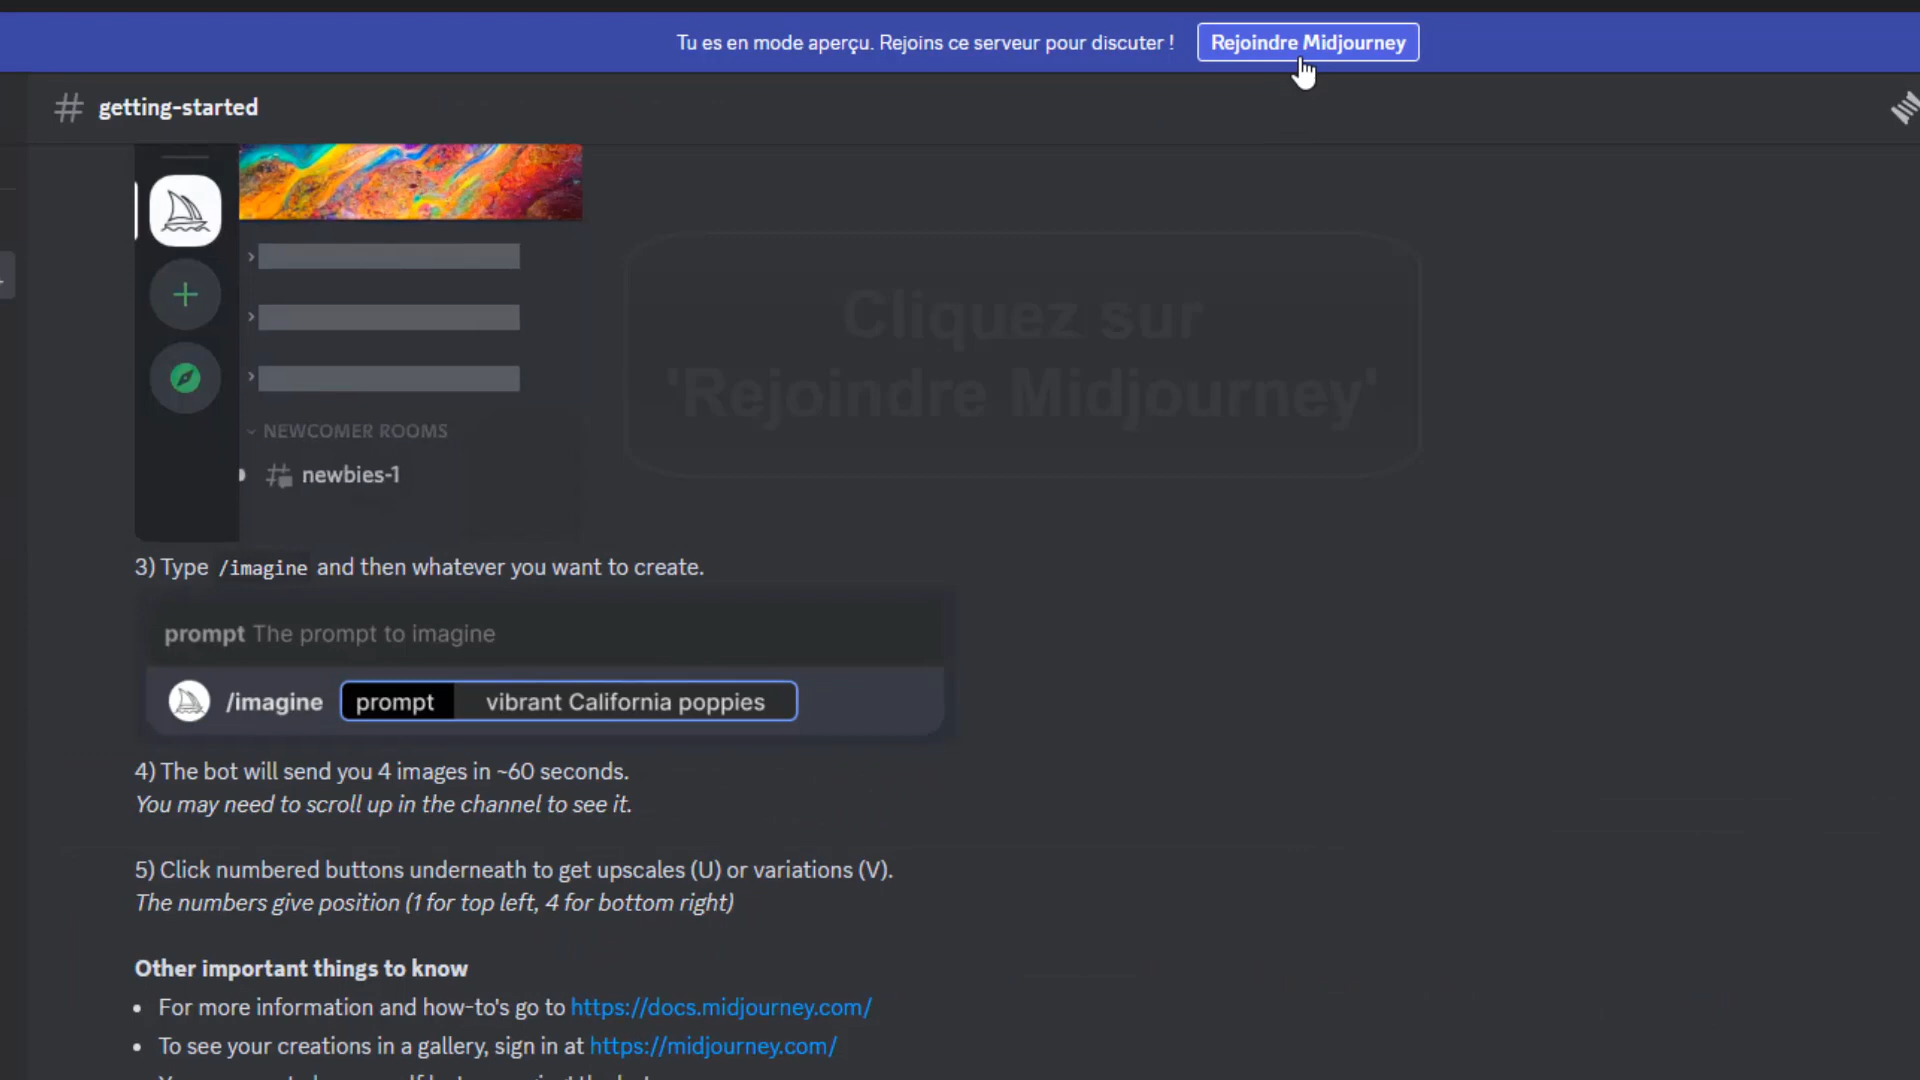 Tu es en mode aperçu. Rejoins ce serveur pour discuter !
Rejoindre Midjourney
getting-started
Cliquez sur
'Rejoindre Midjourney'
NEWCOMER ROOMS
newbies-1
3) Type /imagine and then whatever you want to create.
prompt The prompt to imagine
/imagine prompt vibrant California poppies
4) The bot will send you 4 images in ~60 seconds.
You may need to scroll up in the channel to see it.
5) Click numbered buttons underneath to get upscales (U) or variations (V).
The numbers give position (1 for top left, 4 for bottom right)
Other important things to know
• For more information and how-to's go to https://docs.midjourney.com/
• To see your creations in a gallery, sign in at https://midjourney.com/